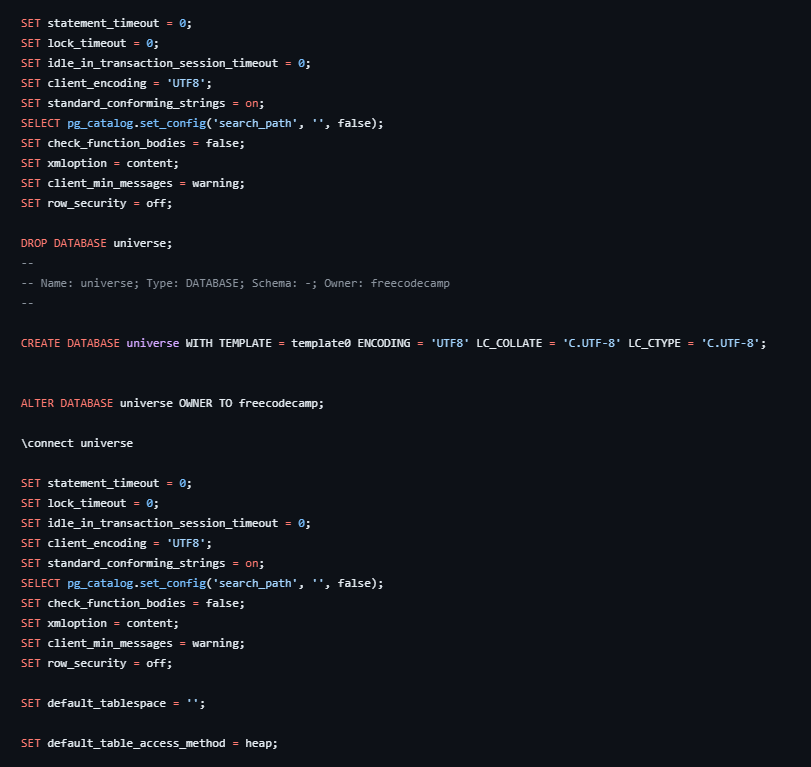 SET statement_timeout = 0;
SET lock_timeout = 0;
SET idle_in_transaction_session_timeout = 0;
SET client_encoding = 'UTF8';
SET standard_conforming_strings = on;
SELECT pg_catalog.set_config('search_path', '', false);
SET check_function_bodies = false;
SET xmloption = content;
SET client_min_messages = warning;
SET row_security = off;
DROP DATABASE universe;
--
-- Name: universe; Type: DATABASE; Schema: -; Owner: freecodecamp
--
CREATE DATABASE universe WITH TEMPLATE = template0 ENCODING = 'UTF8' LC_COLLATE = 'C.UTF-8' LC_CTYPE = 'C.UTF-8';
ALTER DATABASE universe OWNER TO freecodecamp;
\connect universe
SET statement_timeout = 0;
SET lock_timeout = 0;
SET idle_in_transaction_session_timeout = 0;
SET client_encoding = 'UTF8';
SET standard_conforming_strings = on;
SELECT pg_catalog.set_config('search_path', '', false);
SET check_function_bodies = false;
SET xmloption = content;
SET client_min_messages = warning;
SET row_security = off;
SET default_tablespace = '';
SET default_table_access_method = heap;